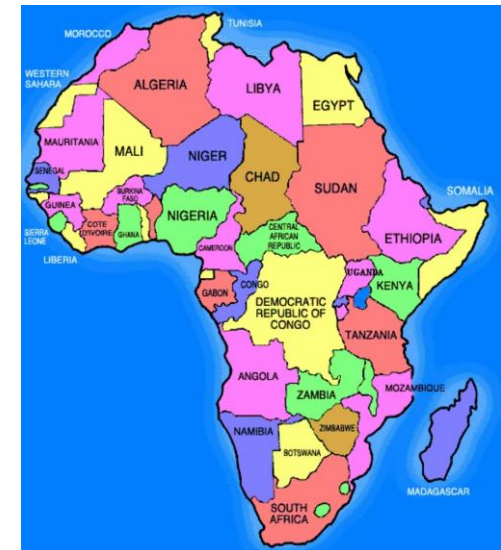 TUNISIA
MOROCCO
WESTERN
SAHARA
ALGERIA
LIBYA
EGYPT
MAURITANIA
MALI
NIGER
CHAD
SUDAN
SENEGAL
BURKINA
FASO
GUINEA
NIGERIA
SOMALIA
SIERRA
LEONE
COTE
D'IVOIRE
GHANA
LIBERIA
CENTRAL
AFRICAN
REPUBLIC
CAMEROON
ETHIOPIA
UGANDA
KENYA
GABON
CONGO
DEMOCRATIC
REPUBLIC OF
CONGO
TANZANIA
ANGOLA
ZAMBIA
MOZAMBIQUE
NAMIBIA
ZIMBABWE
BOTSWANA
MADAGASCAR
SOUTH
AFRICA